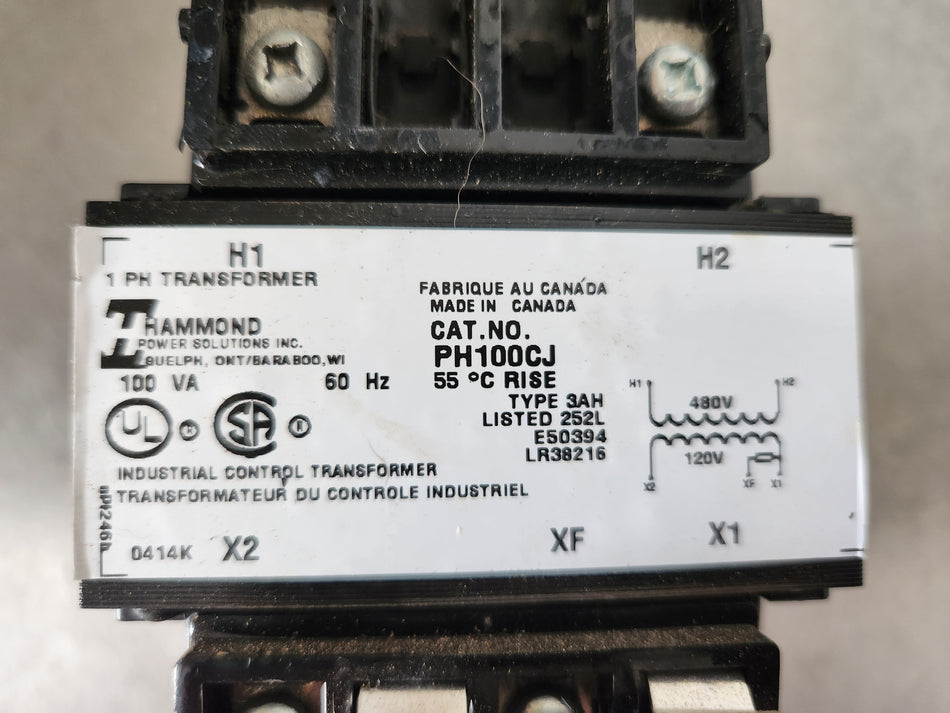 H1
H2
1 PH TRANSFORMER
FABRIQUE AU CANADA
MADE IN CANADA
HAMMOND
POWER SOLUTIONS INC.
GUELPH, ONT/BARABOO, WI
CAT.NO.
PH100CJ
100 VA 60 Hz
55 °C RISE
TYPE 3AH
LISTED 252L
E50394
LR38216
UL ® SA ®
H1 H2
480V
120V
X2 XF X1
INDUSTRIAL CONTROL TRANSFORMER
TRANSFORMATEUR DU CONTROLE INDUSTRIEL
0414K
X2
XF
X1